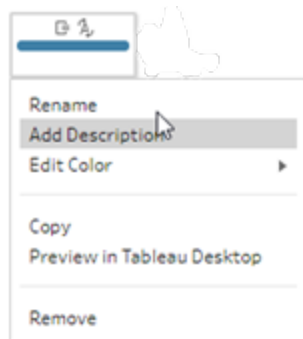 Rename
Add Description
Edit Color
Copy
Preview in Tableau Desktop
Remove